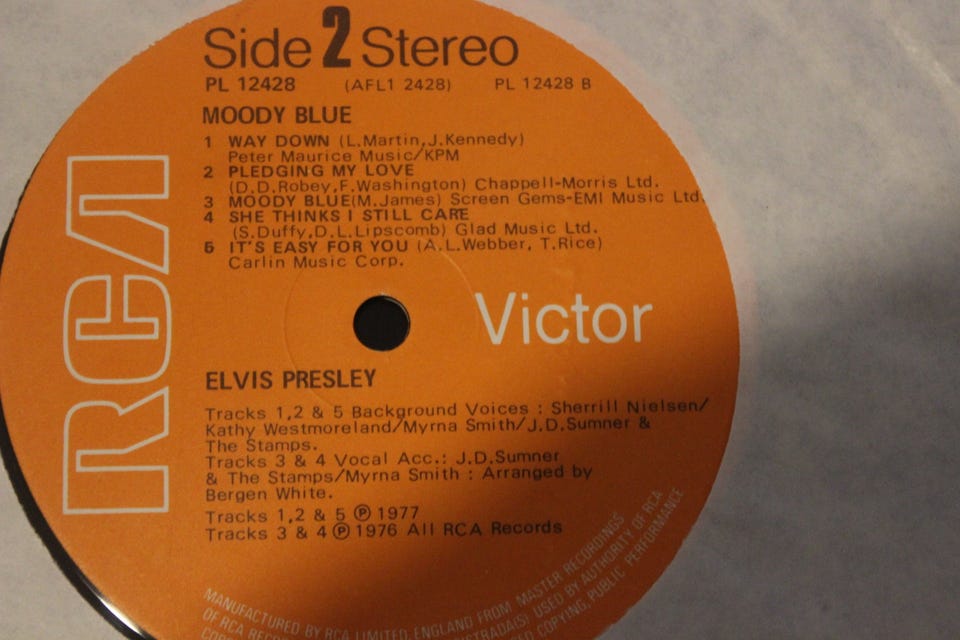 Side 2 Stereo
PL 12428 (AFL1 2428) PL 12428 B
MOODY BLUE
1 WAY DOWN (L.Martin,J.Kennedy)
Peter Maurice Music/KPM
2 PLEDGING MY LOVE
(D.D.Robey,F.Washington) Chappell-Morris Ltd.
3 MOODY BLUE(M.James) Screen Gems-EMI Music Ltd.
4 SHE THINKS I STILL CARE
(S.Duffy,D.L.Lipscomb) Glad Music Ltd.
5 IT'S EASY FOR YOU (A.L.Webber, T.Rice)
Carlin Music Corp.
RCA
Victor
ELVIS PRESLEY
Tracks 1,2 & 5 Background Voices : Sherrill Nielsen/
Kathy Westmoreland/Myrna Smith/J.D.Sumner &
The Stamps.
Tracks 3 & 4 Vocal Acc.: J.D.Sumner
& The Stamps/Myrna Smith : Arranged by
Bergen White.
Tracks 1,2 & 5 ℗ 1977
Tracks 3 & 4 ℗ 1976 All RCA Records
MANUFACTURED BY RCA LIMITED, ENGLAND FROM MASTER RECORDINGS
OF RCA RECORDS USED BY AUTHORITY OF RCA
COPYING, PUBLIC PERFORMANCE